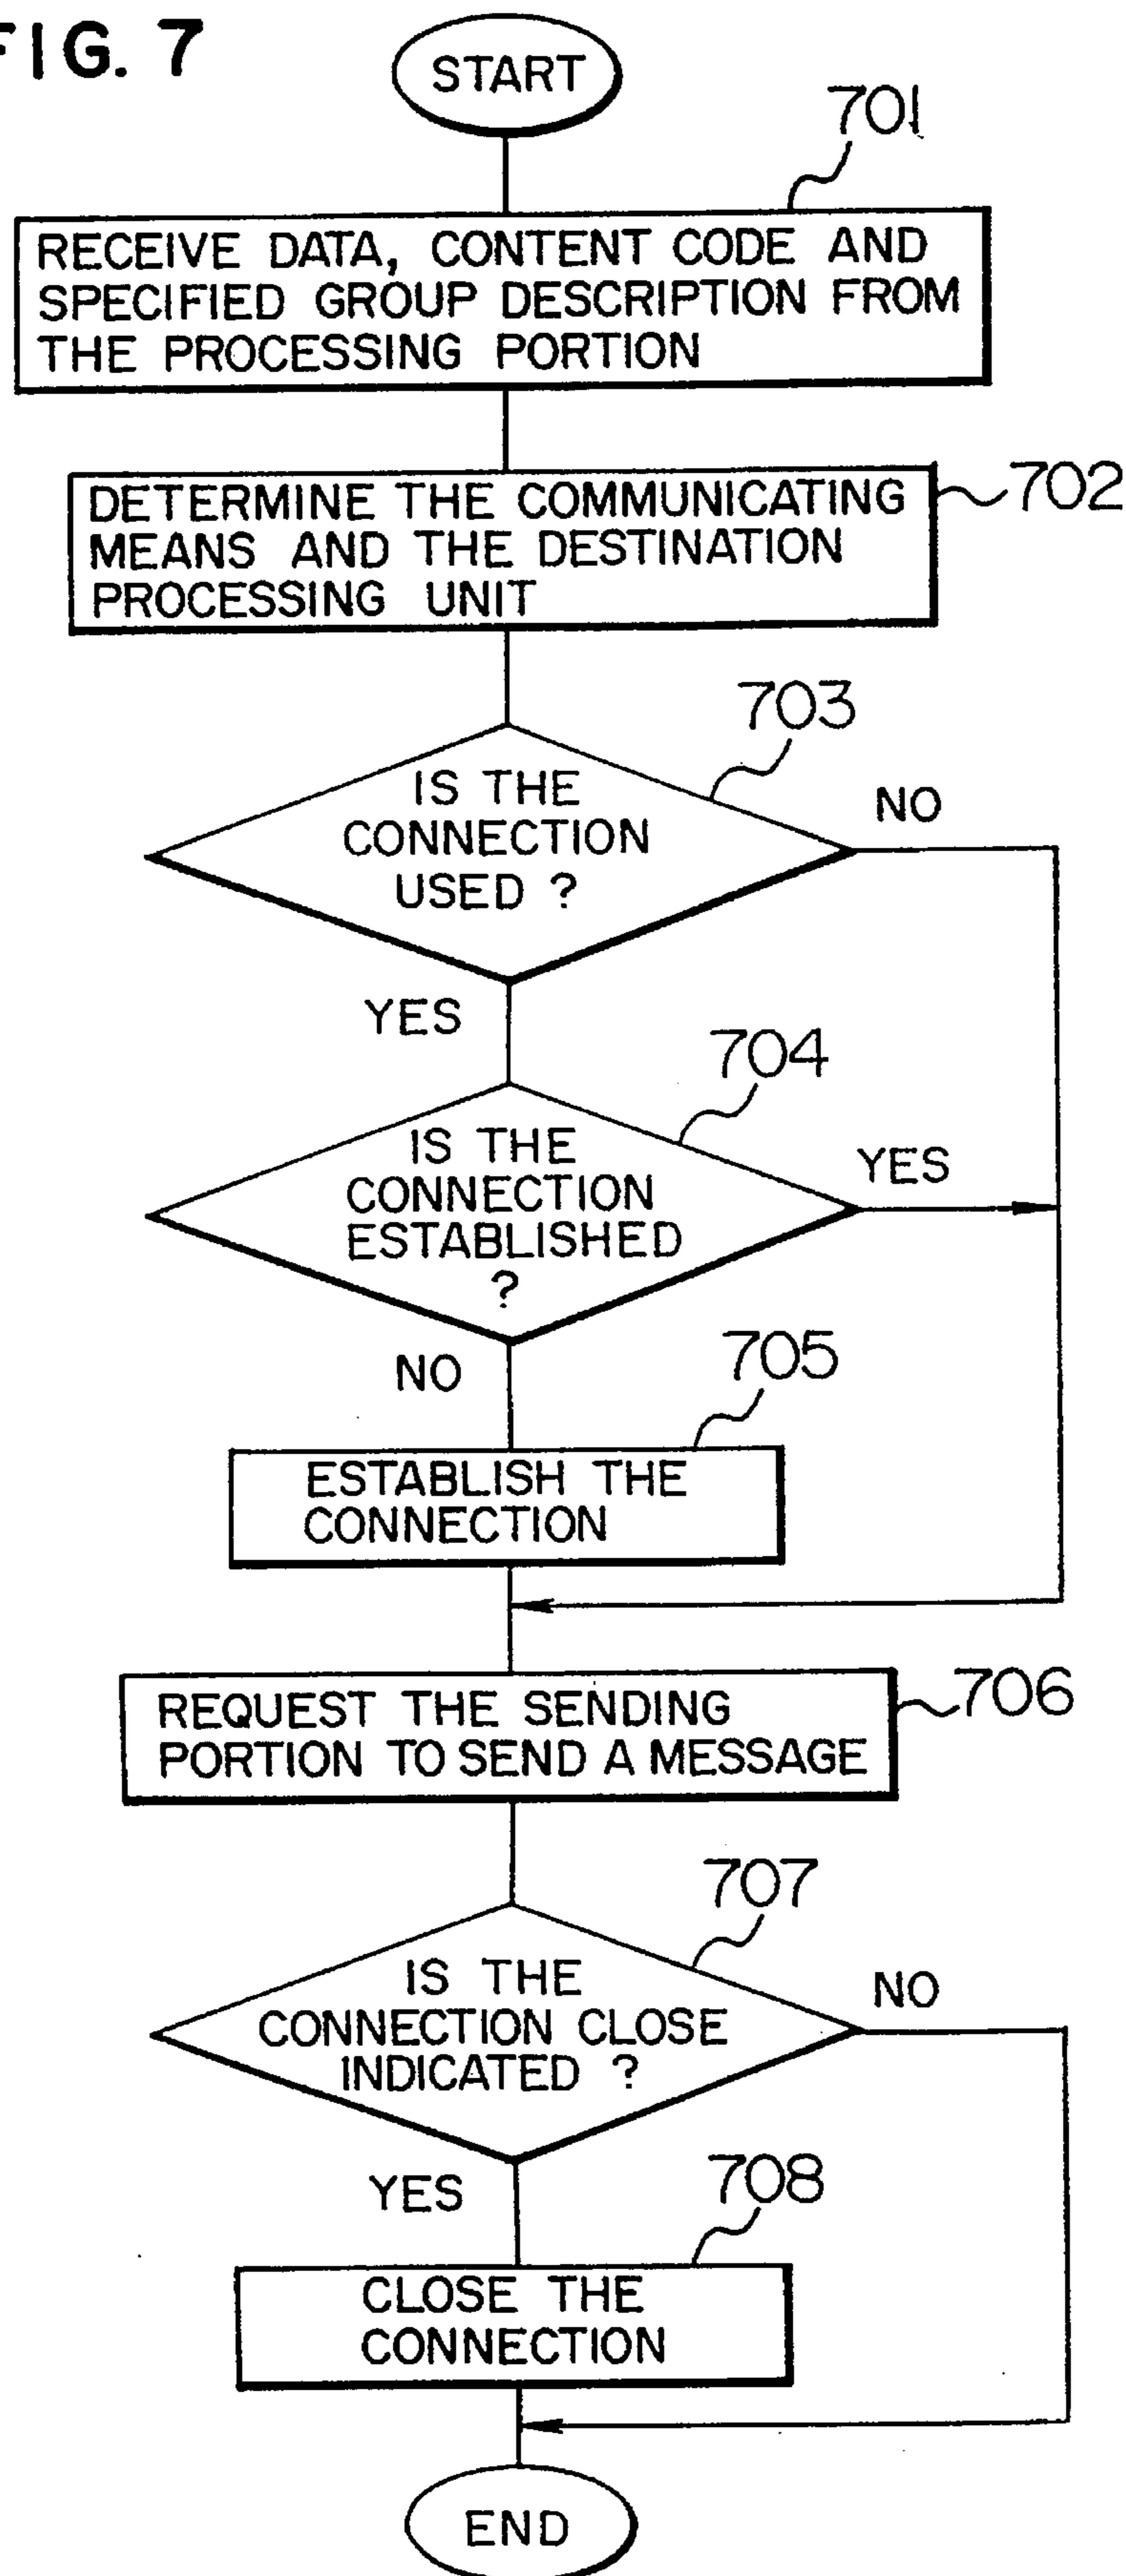 FIG. 7
START
701
RECEIVE DATA, CONTENT CODE AND
SPECIFIED GROUP DESCRIPTION FROM
THE PROCESSING PORTION
DETERMINE THE COMMUNICATING
MEANS AND THE DESTINATION
PROCESSING UNIT
702
703
IS THE
CONNECTION
USED ?
NO
YES
704
IS THE
CONNECTION
ESTABLISHED
?
YES
NO
705
ESTABLISH THE
CONNECTION
REQUEST THE SENDING
PORTION TO SEND A MESSAGE
706
707
IS THE
CONNECTION CLOSE
INDICATED ?
NO
YES
708
CLOSE THE
CONNECTION
END